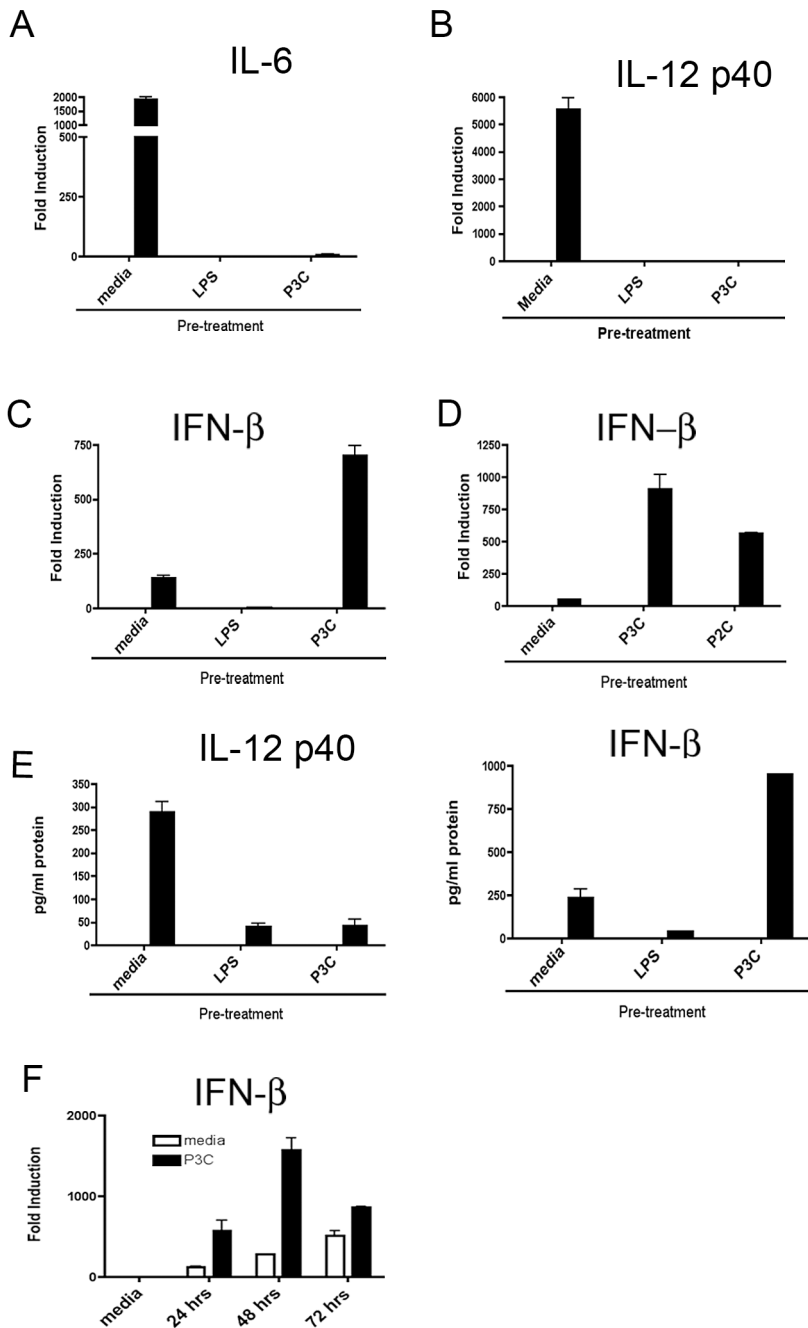 A
IL-6
Fold Induction
2000
1500
1000
500
250
0
media
LPS
P3C
Pre-treatment
B
IL-12 p40
Fold Induction
6000
5000
4000
3000
2000
1000
0
Media
LPS
P3C
Pre-treatment
C
IFN-β
Fold Induction
750
500
250
0
media
LPS
P3C
Pre-treatment
D
IFN–β
Fold Induction
1250
1000
750
500
250
0
media
P3C
P2C
Pre-treatment
E
IL-12 p40
pg/ml protein
350
300
250
200
150
100
50
0
media
LPS
P3C
Pre-treatment
IFN-β
pg/ml protein
1000
750
500
250
0
media
LPS
P3C
Pre-treatment
F
IFN-β
Fold Induction
2000
1000
0
media
P3C
media
24 hrs
48 hrs
72 hrs